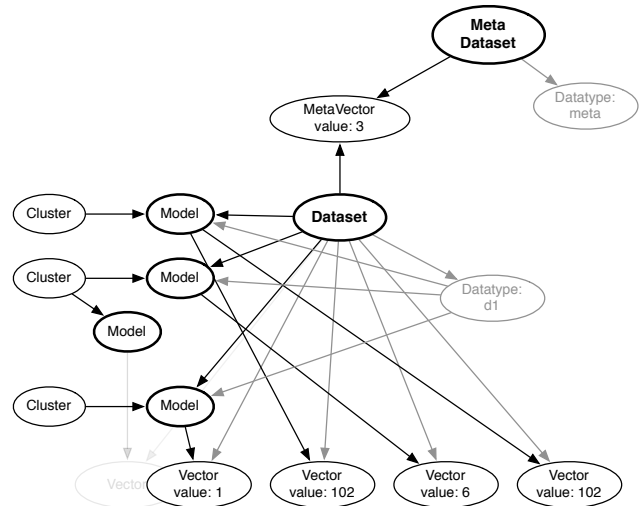 Meta
Dataset
Datatype:
meta
MetaVector
value: 3
Cluster
Model
Dataset
Cluster
Model
Datatype:
d1
Model
Cluster
Model
Vector
Vector
value: 1
Vector
value: 102
Vector
value: 6
Vector
value: 102